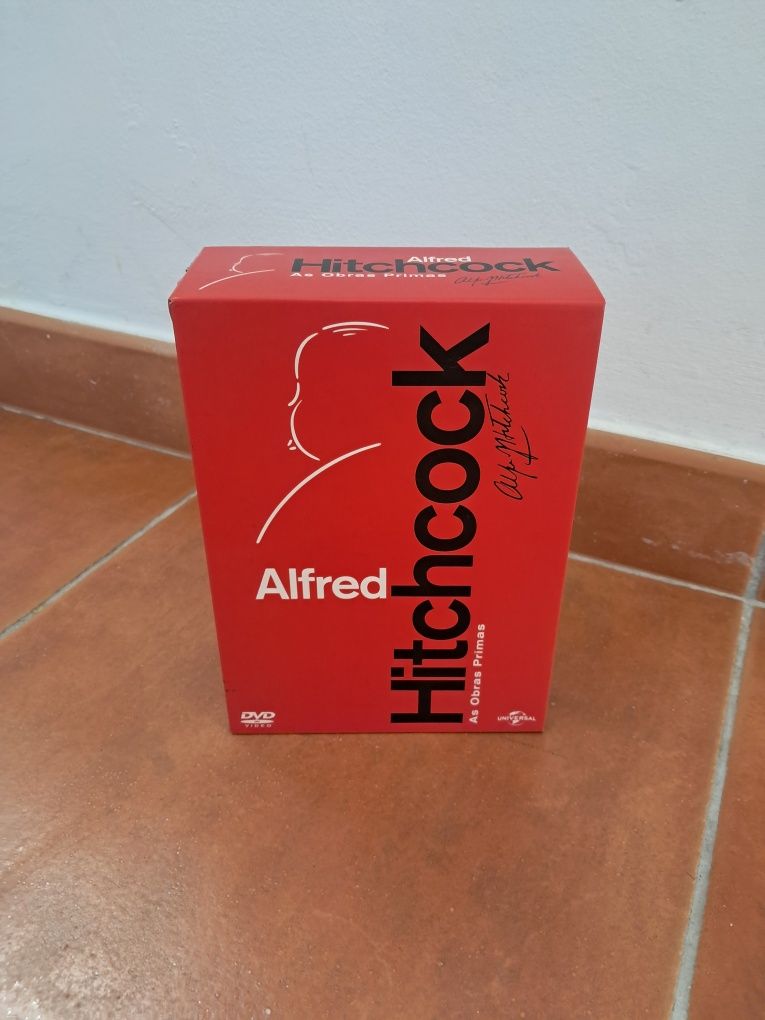 Alfred
Hitchcock
As Obras Primas
Alfred
Hitchcock
As Obras Primas
DVD
VIDEO
UNIVERSAL